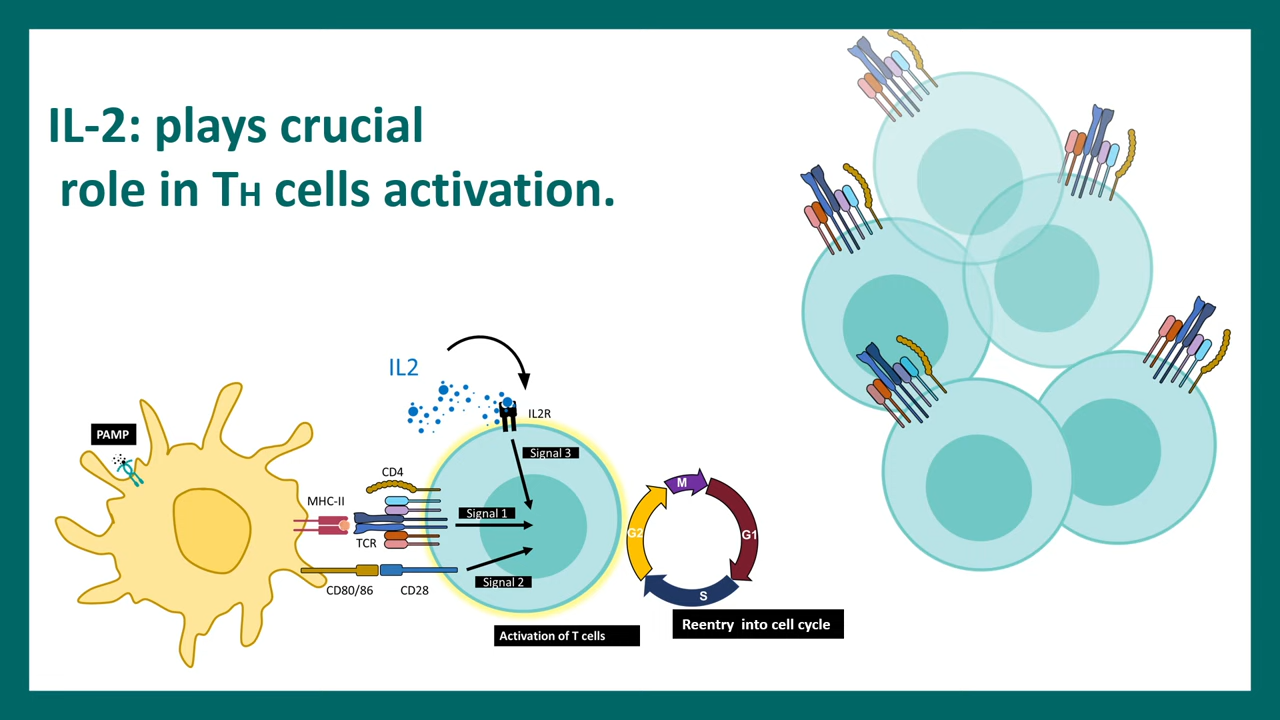 IL-2: plays crucial
role in TH cells activation.
IL2
IL2R
PAMP
Signal 3
CD4
MHC-II
Signal 1
TCR
Signal 2
CD80/86
CD28
M
G2
G1
S
Reentry into cell cycle
Activation of T cells